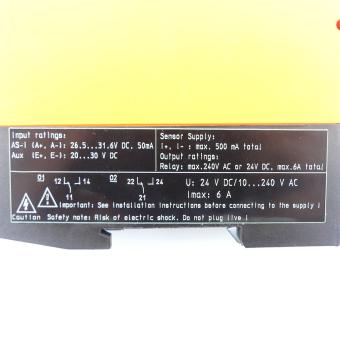 Input ratings:
AS-i (A+, A-): 26.5...31.6V DC, 50mA
Aux (E+, E-): 20...30 V DC
Sensor Supply:
I+, I- : max. 500 mA total
Output ratings:
Relay: max.240V AC or 24V DC, max.6A total
O1 12 14 11
O2 22 24 21
U: 24 V DC/10...240 V AC
Imax: 6 A
Important: See installation instructions before connecting to the supply !
Caution Safety note: Risk of electric shock. Do not plug live !